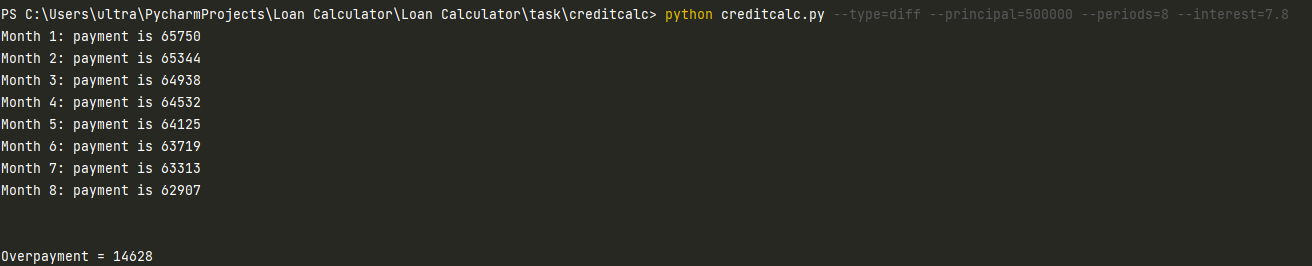 PS C:\Users\ultra\PycharmProjects\Loan Calculator\Loan Calculator\task\creditcalc> python creditcalc.py --type=diff --principal=500000 --periods=8 --interest=7.8
Month 1: payment is 65750
Month 2: payment is 65344
Month 3: payment is 64938
Month 4: payment is 64532
Month 5: payment is 64125
Month 6: payment is 63719
Month 7: payment is 63313
Month 8: payment is 62907
Overpayment = 14628